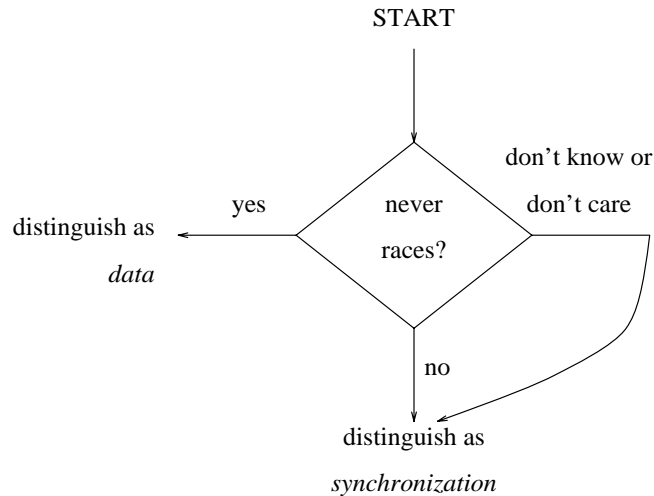 START
don't know or
don't care
yes
never
races?
distinguish as
data
no
distinguish as
synchronization